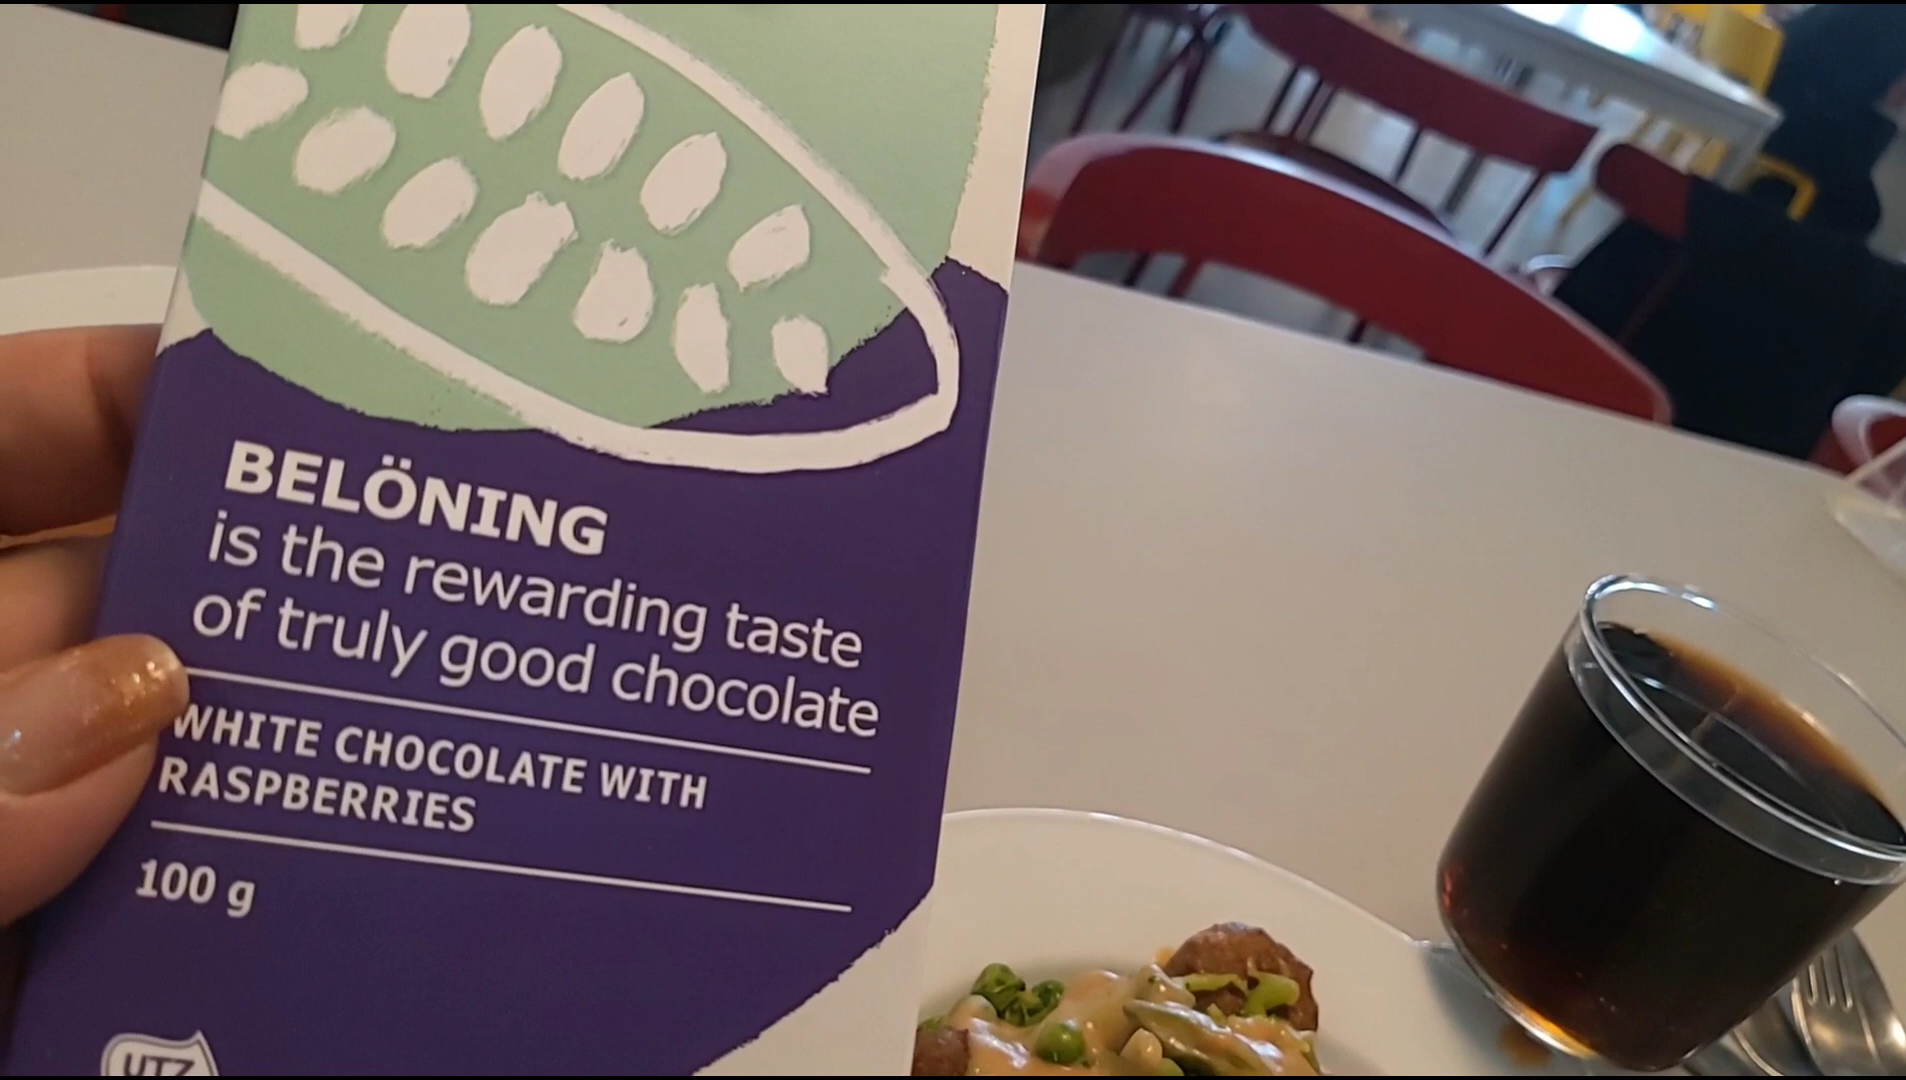 BELÖNING
is the rewarding taste
of truly good chocolate
WHITE CHOCOLATE WITH
RASPBERRIES
100 g
UTZ